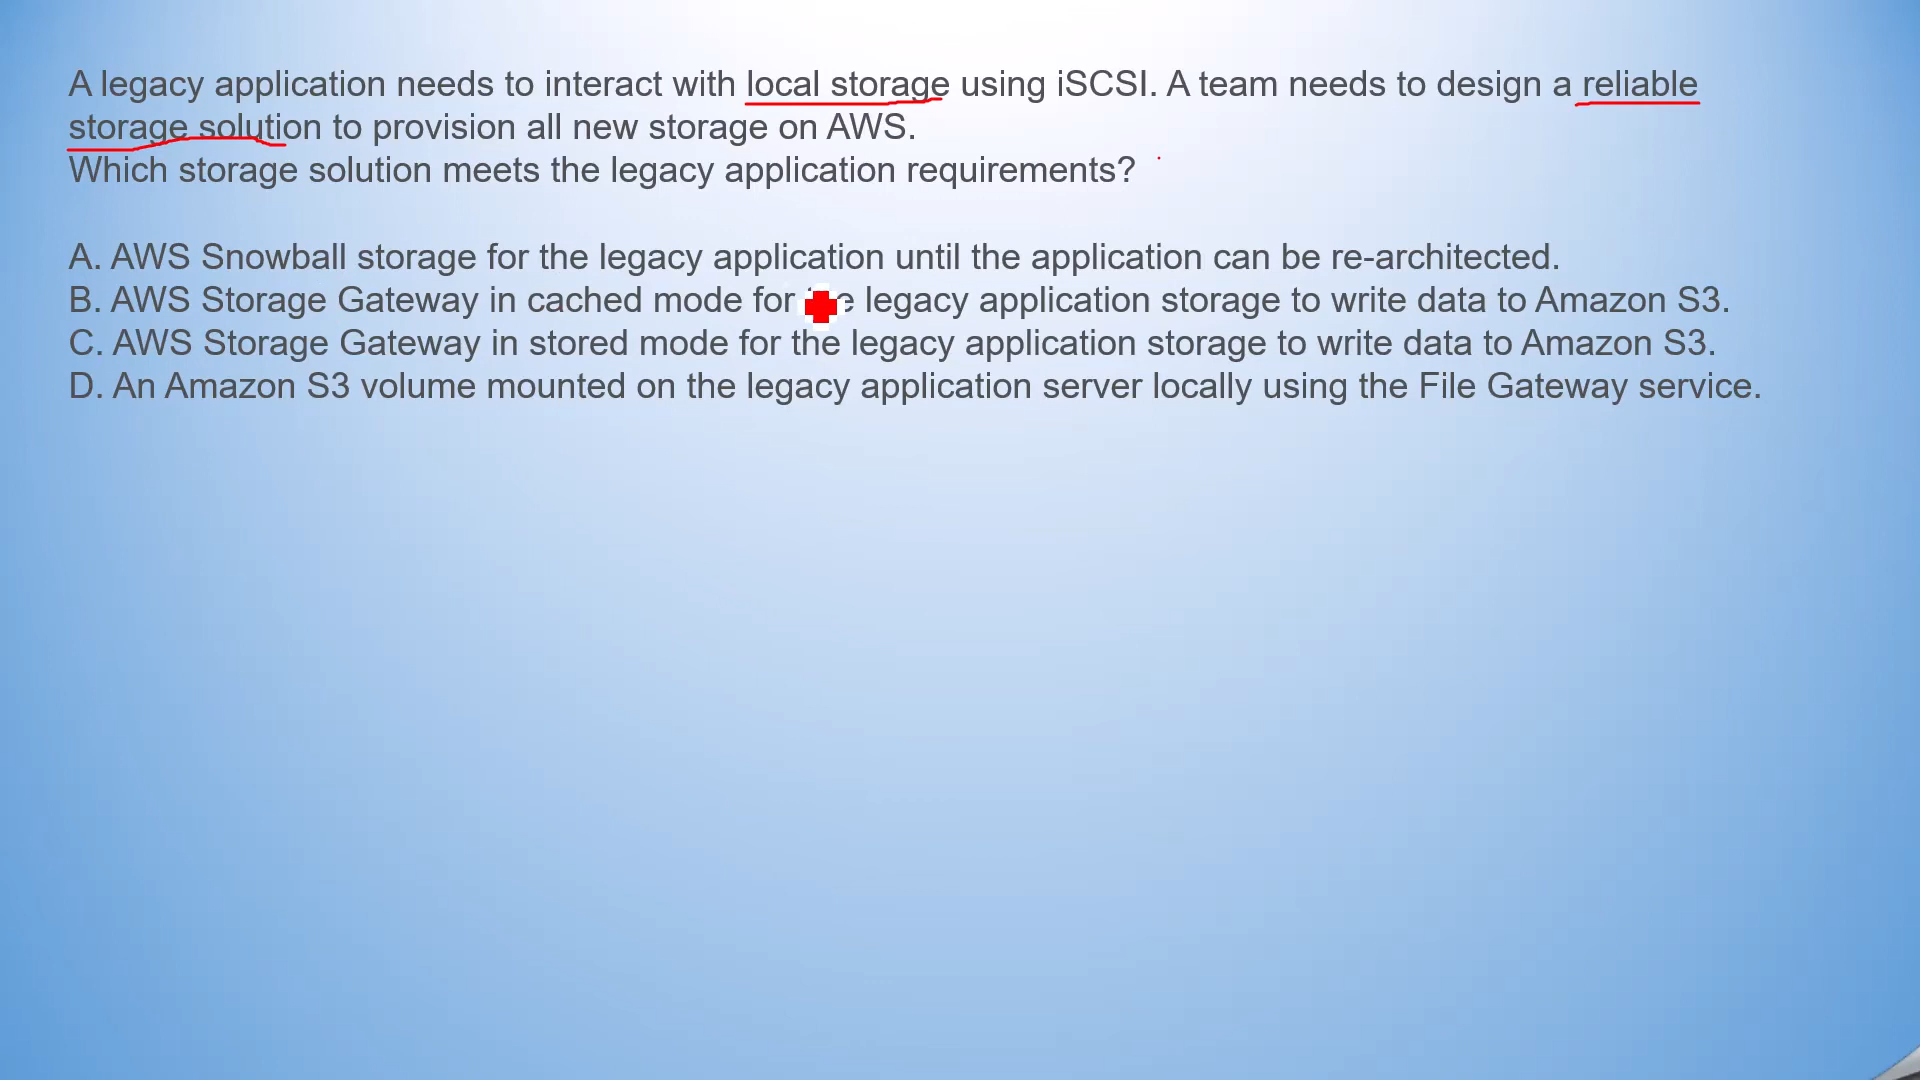 A legacy application needs to interact with local storage using iSCSI. A team needs to design a reliable
storage solution to provision all new storage on AWS.
Which storage solution meets the legacy application requirements?
A. AWS Snowball storage for the legacy application until the application can be re-architected.
B. AWS Storage Gateway in cached mode for legacy application storage to write data to Amazon S3.
C. AWS Storage Gateway in stored mode for the legacy application storage to write data to Amazon S3.
D. An Amazon S3 volume mounted on the legacy application server locally using the File Gateway service.